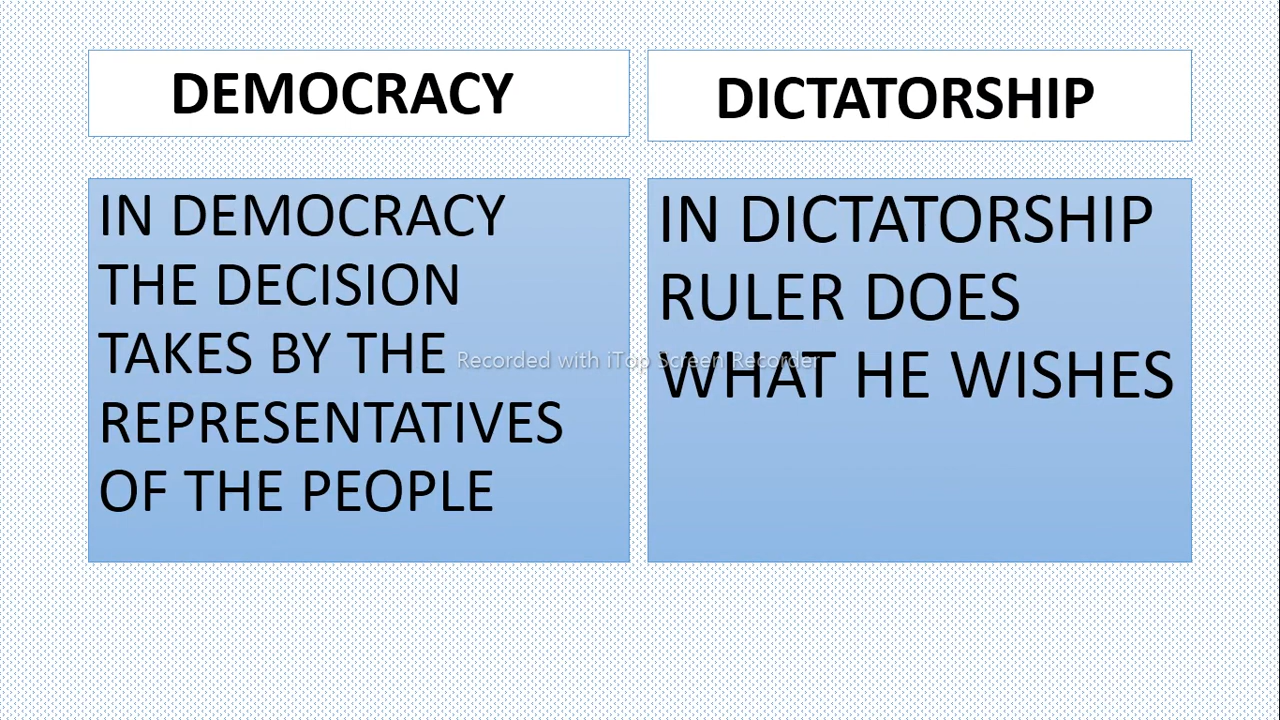 DEMOCRACY
IN DEMOCRACY
THE DECISION
TAKES BY THE
REPRESENTATIVES
OF THE PEOPLE
DICTATORSHIP
IN DICTATORSHIP
RULER DOES
WHAT HE WISHES
Recorded with iTop Screen Recorder